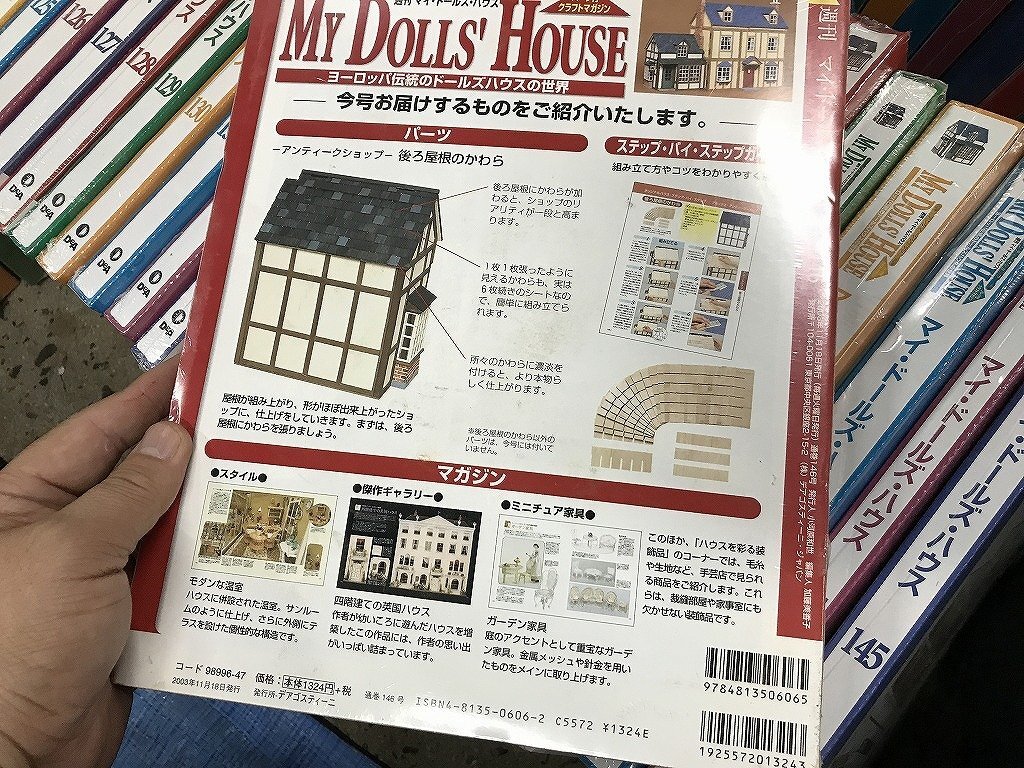 週刊 マイ・ドールズ・ハウス
クラフトマガジン
MY DOLLS' HOUSE
ヨーロッパ伝統のドールズハウスの世界
今号お届けするものをご紹介いたします。
パーツ
ーアンティークショップー 後ろ屋根のかわら
後ろ屋根にかわらが加
わると、ショップのリ
アリティが一段と高ま
ります。
1枚1枚張ったように
見えるかわらも、実は
6枚続きのシートなの
で、簡単に組み立てら
れます。
所々のかわらに濃淡を
付けると、より本物ら
しく仕上がります。
屋根が組み上がり、形がほぼ出来上がったショ
ップに、仕上げをしていきます。まずは、後ろ
屋根にかわらを張りましょう。
※後ろ屋根のかわら以外の
パーツは、今号には付いて
いません。
ステップ・バイ・ステップガ
組み立て方やコツをわかりやすく
マガジン
●スタイル●
モダンな温室
ハウスに併設された温室。サンルー
ムのように仕上げ、さらに外側にテ
ラスを設けた個性的な構造です。
●傑作ギャラリー●
四階建ての英国ハウス
作者が幼いころに遊んだハウスを増
築したこの作品には、作者の思い出
がいっぱい詰まっています。
●ミニチュア家具●
ガーデン家具
庭のアクセントとして重宝なガーデ
ン家具。金属メッシュや針金を用い
たものをメインに取り上げます。
このほか、「ハウスを彩る装
飾品」のコーナーでは、毛糸
や生地など、手芸店で見られ
る商品をご紹介します。これ
らは、裁縫部屋や家事室にも
欠かせない装飾品です。
コード 98996-47
2003年11月18日発行
価格:本体1324円+税
発行所・デアゴスティーニ
通巻146号
ISBN4-8135-0606-2 C5572 ¥1324E
9784813506065
1925572013243
週刊 マイ・ド
126
127
128
129
130
ハウス
DeA
DeA
DeA
DeA
DeA
MY DOLLS' HOUSE
MY DOLLS' HOUSE
マイ・ドールズ・
マイ・ドールズ・ハウス
イ・ドールズ・ハウス
145